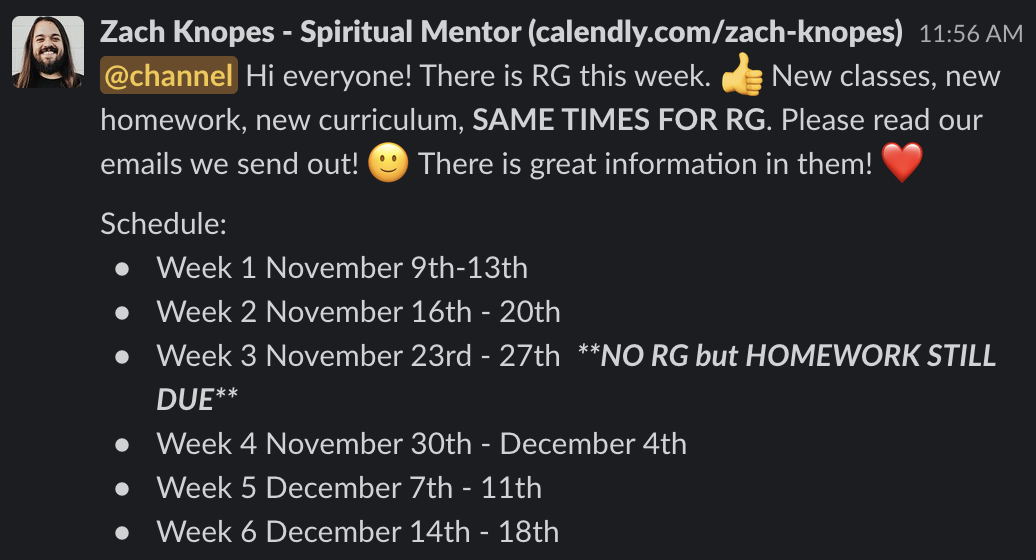 Zach Knopes - Spiritual Mentor (calendly.com/zach-knopes) 11:56 AM
@channel Hi everyone! There is RG this week. 👍 New classes, new
homework, new curriculum, SAME TIMES FOR RG. Please read our
emails we send out! 🙂 There is great information in them! ❤️
Schedule:
• Week 1 November 9th-13th
• Week 2 November 16th - 20th
• Week 3 November 23rd - 27th **NO RG but HOMEWORK STILL
DUE**
• Week 4 November 30th - December 4th
• Week 5 December 7th - 11th
• Week 6 December 14th - 18th